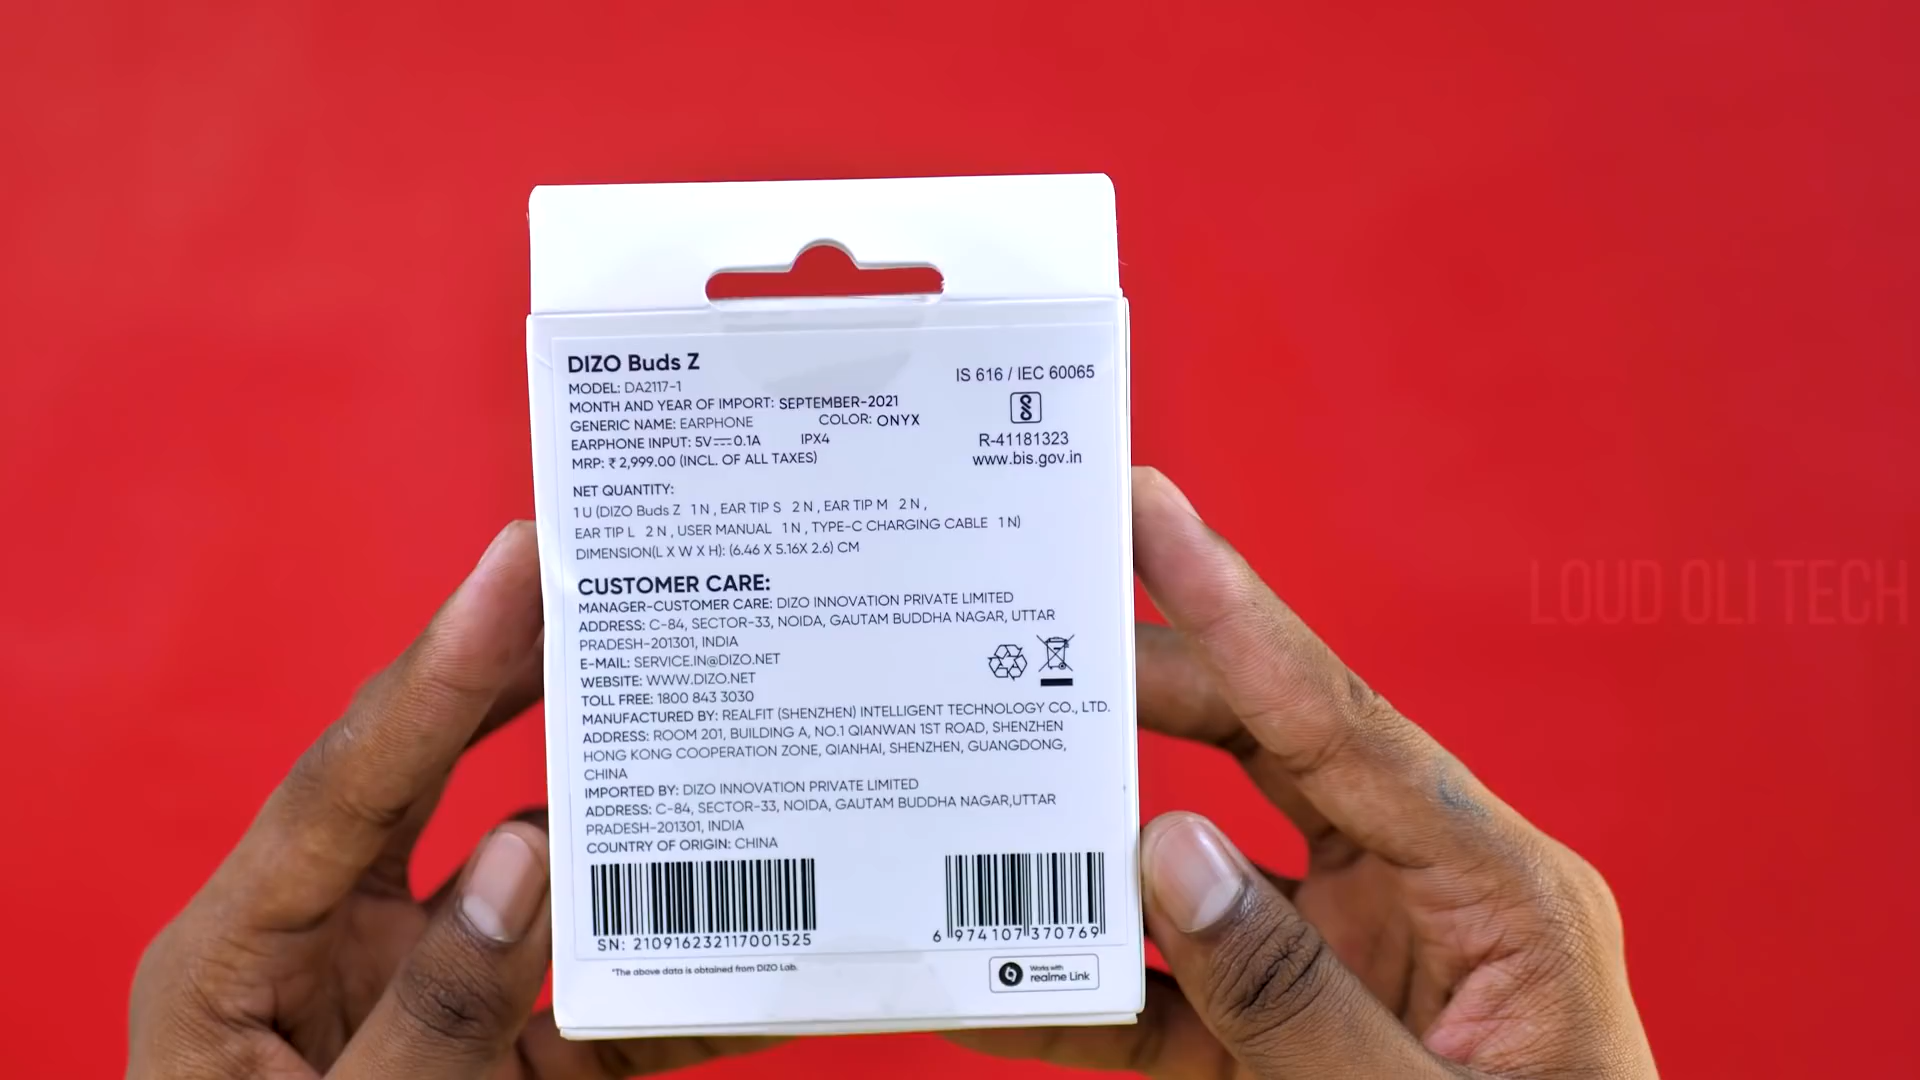 DIZO Buds Z
MODEL: DA2117-1
MONTH AND YEAR OF IMPORT: SEPTEMBER-2021
GENERIC NAME: EARPHONE COLOR: ONYX
EARPHONE INPUT: 5V⎓0.1A IPX4
MRP: ₹ 2,999.00 (INCL. OF ALL TAXES)
IS 616 / IEC 60065
R-41181323
www.bis.gov.in
NET QUANTITY:
1 U (DIZO Buds Z 1 N , EAR TIP S 2 N , EAR TIP M 2 N ,
EAR TIP L 2 N , USER MANUAL 1 N , TYPE-C CHARGING CABLE 1 N)
DIMENSION(L X W X H): (6.46 X 5.16X 2.6) CM
CUSTOMER CARE:
MANAGER-CUSTOMER CARE: DIZO INNOVATION PRIVATE LIMITED
ADDRESS: C-84, SECTOR-33, NOIDA, GAUTAM BUDDHA NAGAR, UTTAR
PRADESH-201301, INDIA
E-MAIL: SERVICE.IN@DIZO.NET
WEBSITE: WWW.DIZO.NET
TOLL FREE: 1800 843 3030
MANUFACTURED BY: REALFIT (SHENZHEN) INTELLIGENT TECHNOLOGY CO., LTD.
ADDRESS: ROOM 201, BUILDING A, NO.1 QIANWAN 1ST ROAD, SHENZHEN
HONG KONG COOPERATION ZONE, QIANHAI, SHENZHEN, GUANGDONG,
CHINA
IMPORTED BY: DIZO INNOVATION PRIVATE LIMITED
ADDRESS: C-84, SECTOR-33, NOIDA, GAUTAM BUDDHA NAGAR,UTTAR
PRADESH-201301, INDIA
COUNTRY OF ORIGIN: CHINA
SN: 210916232117001525
6 974107 370769
*The above data is obtained from DIZO Lab.
Works with
realme Link
LOUD OLI TECH